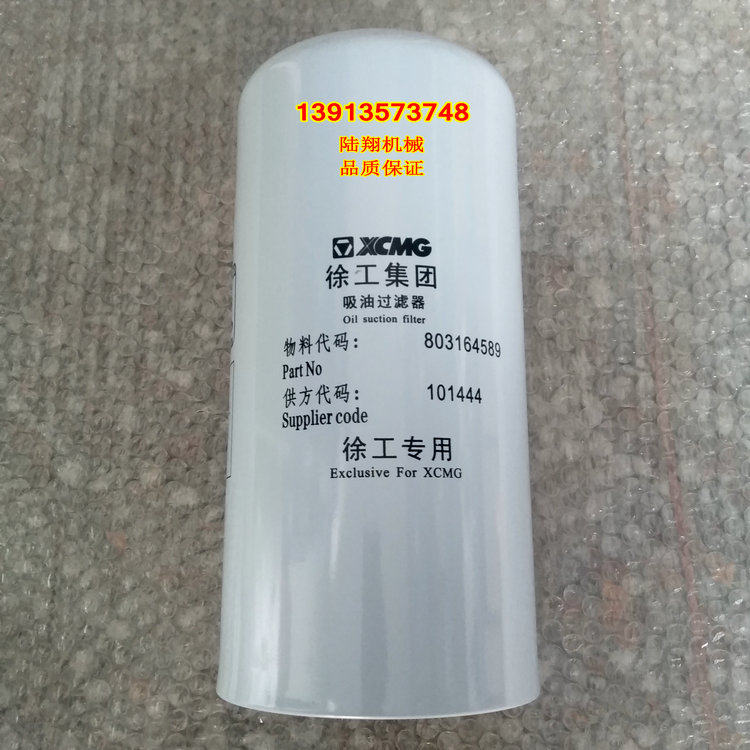 13913573748
陆翔机械
品质保证
XCMG
徐工集团
吸油过滤器
Oil suction filter
物料代码: 803164589
Part No
供方代码: 101444
Supplier code
徐工专用
Exclusive For XCMG